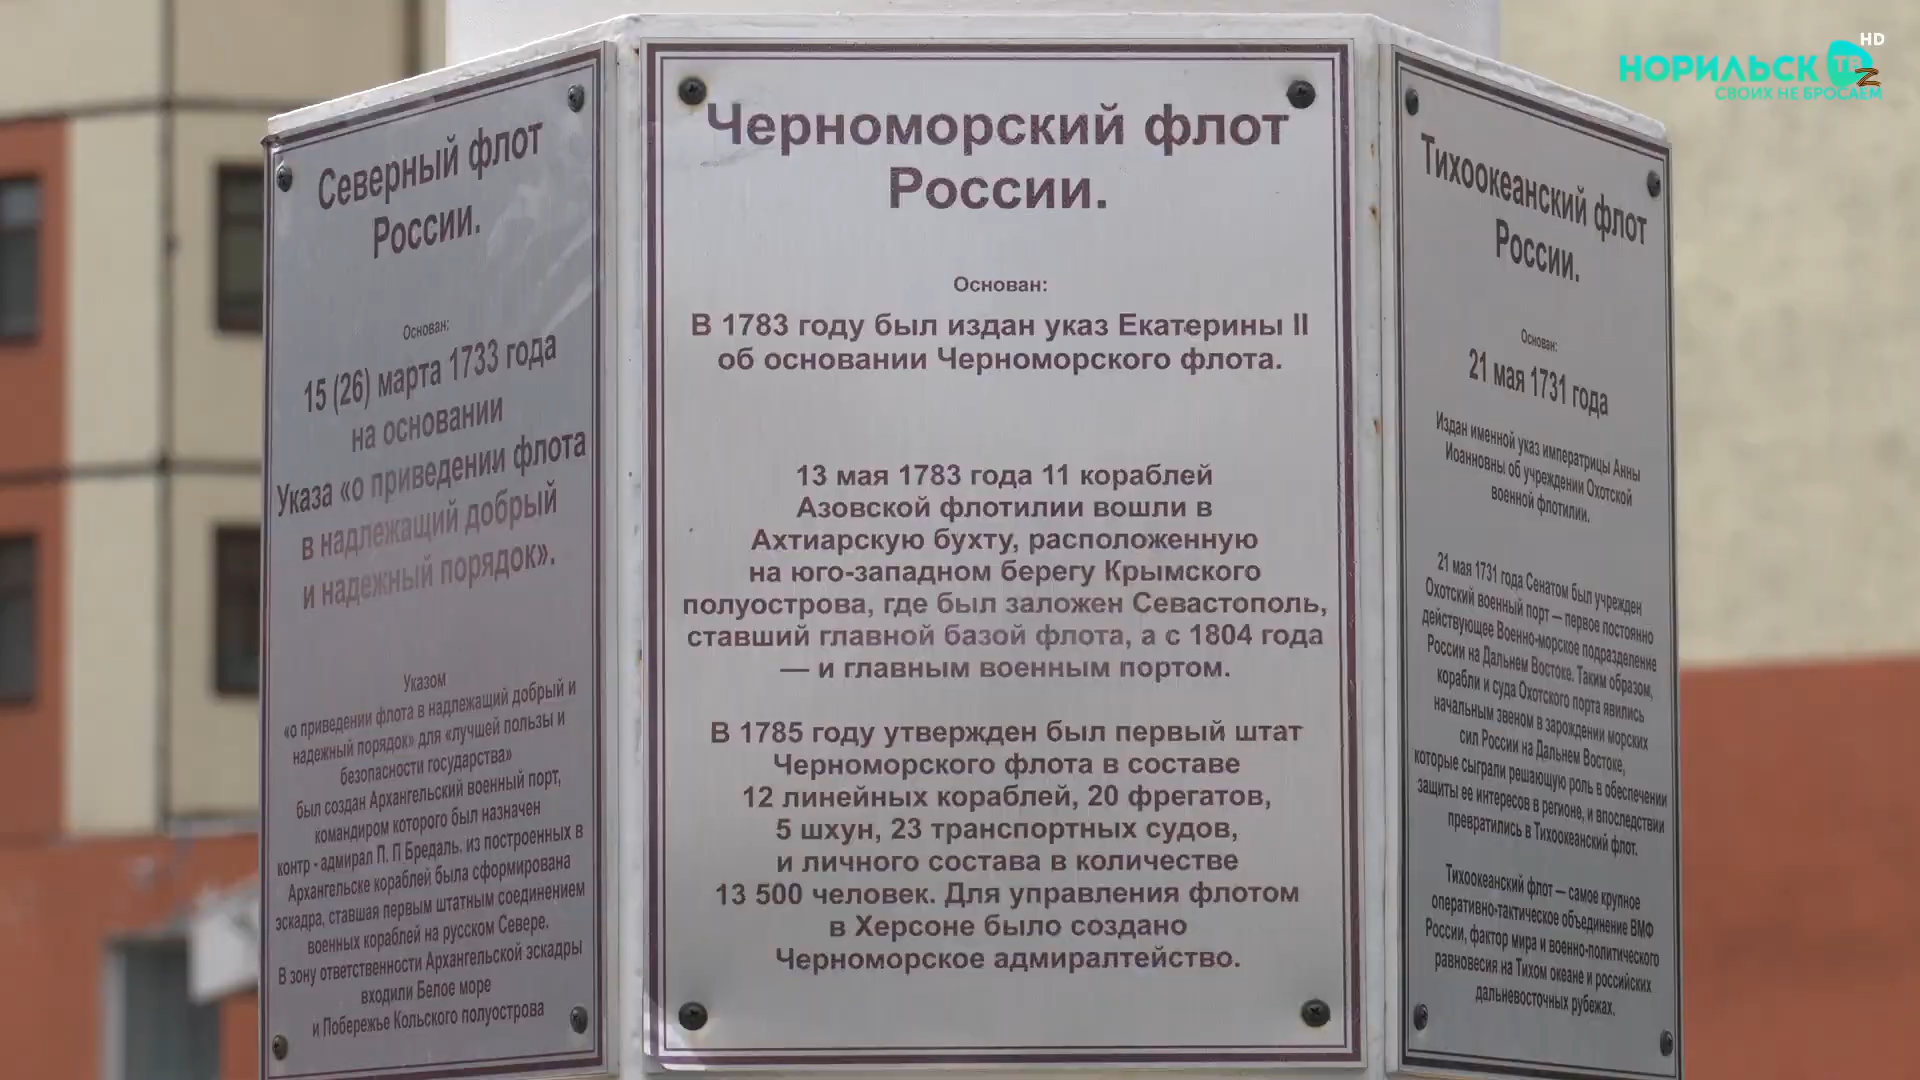 Северный флот
России.
Основан:
15 (26) марта 1733 года
на основании
Указа «о приведении флота
в надлежащий добрый
и надежный порядок».
Указом
«о приведении флота в надлежащий добрый и
надежный порядок» для «лучшей пользы и
безопасности государства»
был создан Архангельский военный порт,
командиром которого был назначен
контр - адмирал П. П Бредаль. из построенных в
Архангельске кораблей была сформирована
эскадра, ставшая первым штатным соединением
военных кораблей на русском Севере.
В зону ответственности Архангельской эскадры
входили Белое море
и Побережье Кольского полуострова
Черноморский флот
России.
Основан:
В 1783 году был издан указ Екатерины II
об основании Черноморского флота.
13 мая 1783 года 11 кораблей
Азовской флотилии вошли в
Ахтиарскую бухту, расположенную
на юго-западном берегу Крымского
полуострова, где был заложен Севастополь,
ставший главной базой флота, а с 1804 года
— и главным военным портом.
В 1785 году утвержден был первый штат
Черноморского флота в составе
12 линейных кораблей, 20 фрегатов,
5 шхун, 23 транспортных судов,
и личного состава в количестве
13 500 человек. Для управления флотом
в Херсоне было создано
Черноморское адмиралтейство.
Тихоокеанский флот
России.
Основан:
21 мая 1731 года
Издан именной указ императрицы Анны
Иоанновны об учреждении Охотской
военной флотилии.
21 мая 1731 года Сенатом был учрежден
Охотский военный порт — первое постоянно
действующее Военно-морское подразделение
России на Дальнем Востоке. Таким образом,
корабли и суда Охотского порта явились
начальным звеном в зарождении морских
сил России на Дальнем Востоке,
которые сыграли решающую роль в обеспечении
защиты ее интересов в регионе, и впоследствии
превратились в Тихоокеанский флот.
Тихоокеанский флот — самое крупное
оперативно-тактическое объединение ВМФ
России, фактор мира и военно-политического
равновесия на Тихом океане и российских
дальневосточных рубежах.
HD
НОРИЛЬСК ТВ
Z
СВОИХ НЕ БРОСАЕМ